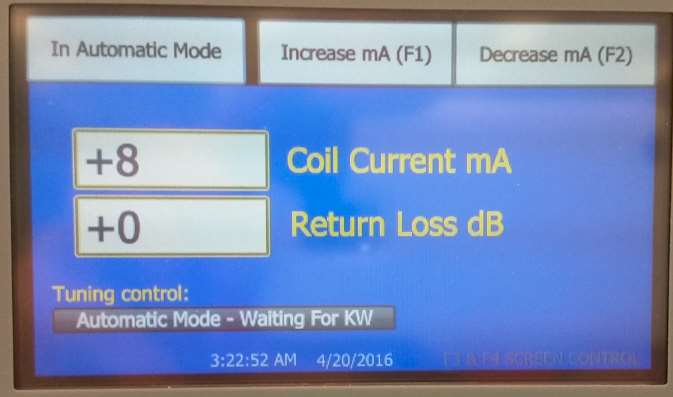 In Automatic Mode
Increase mA (F1)
Decrease mA (F2)
+8 Coil Current mA
+0 Return Loss dB
Tuning control:
Automatic Mode - Waiting For KW
3:22:52 AM 4/20/2016 F3 & F4 SCREEN CONTROL